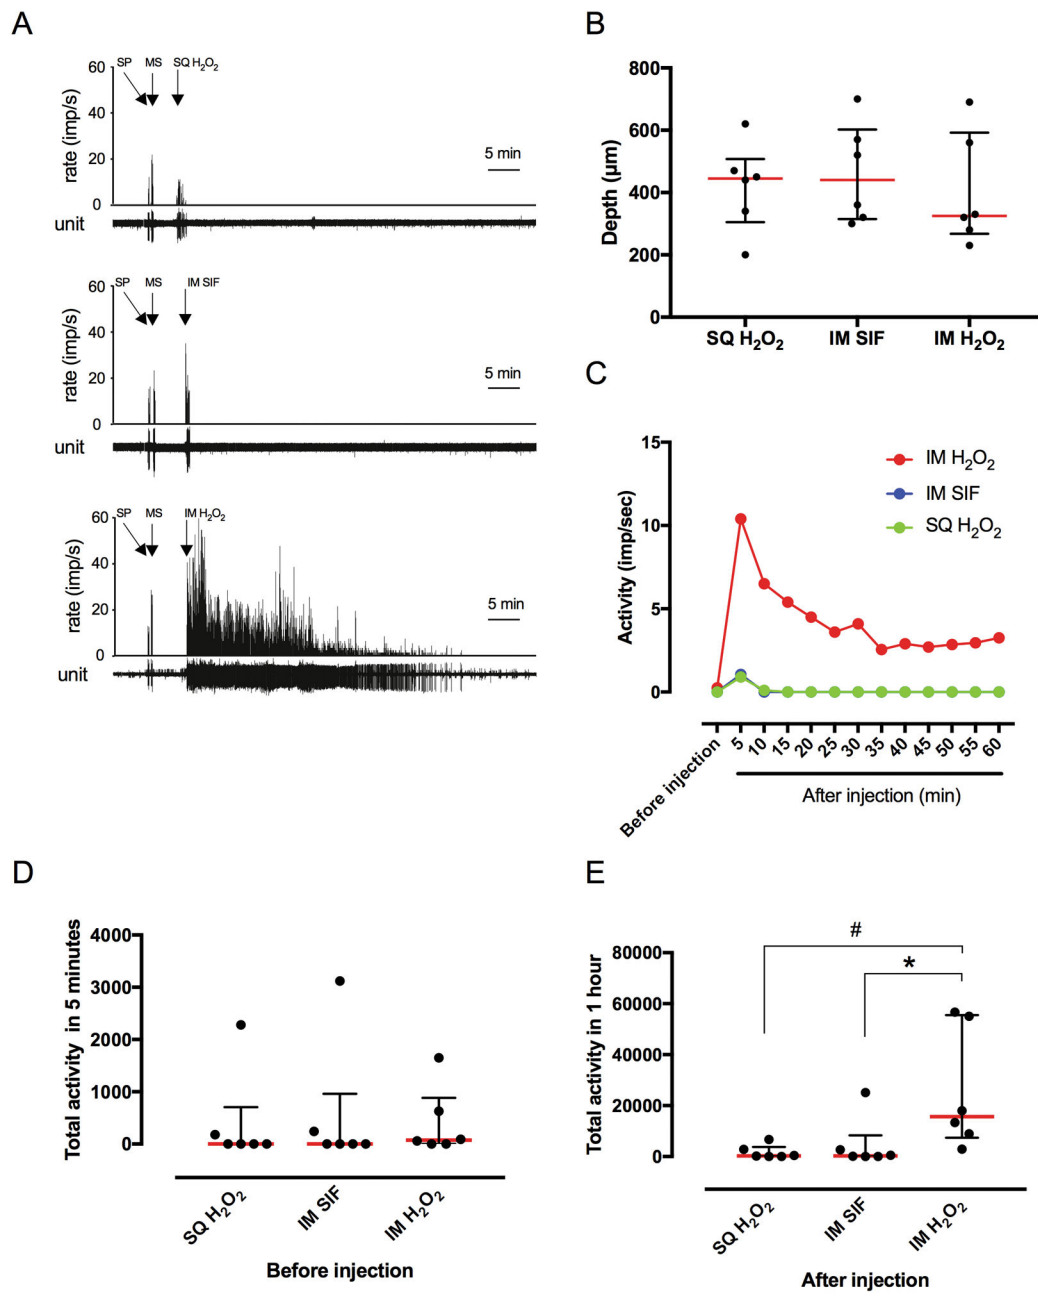 A
SP MS SQ H₂O₂
60
40
20
0
rate (imp/s)
5 min
unit
SP MS IM SIF
60
40
20
0
rate (imp/s)
5 min
unit
SP MS IM H₂O₂
60
40
20
0
rate (imp/s)
5 min
unit
B
800
600
400
200
0
Depth (µm)
SQ H₂O₂ IM SIF IM H₂O₂
C
15
10
5
0
Activity (imp/sec)
IM H₂O₂
IM SIF
SQ H₂O₂
Before injection 5 10 15 20 25 30 35 40 45 50 55 60
After injection (min)
D
4000
3000
2000
1000
0
Total activity in 5 minutes
SQ H₂O₂ IM SIF IM H₂O₂
Before injection
E
#
*
80000
60000
40000
20000
0
Total activity in 1 hour
SQ H₂O₂ IM SIF IM H₂O₂
After injection